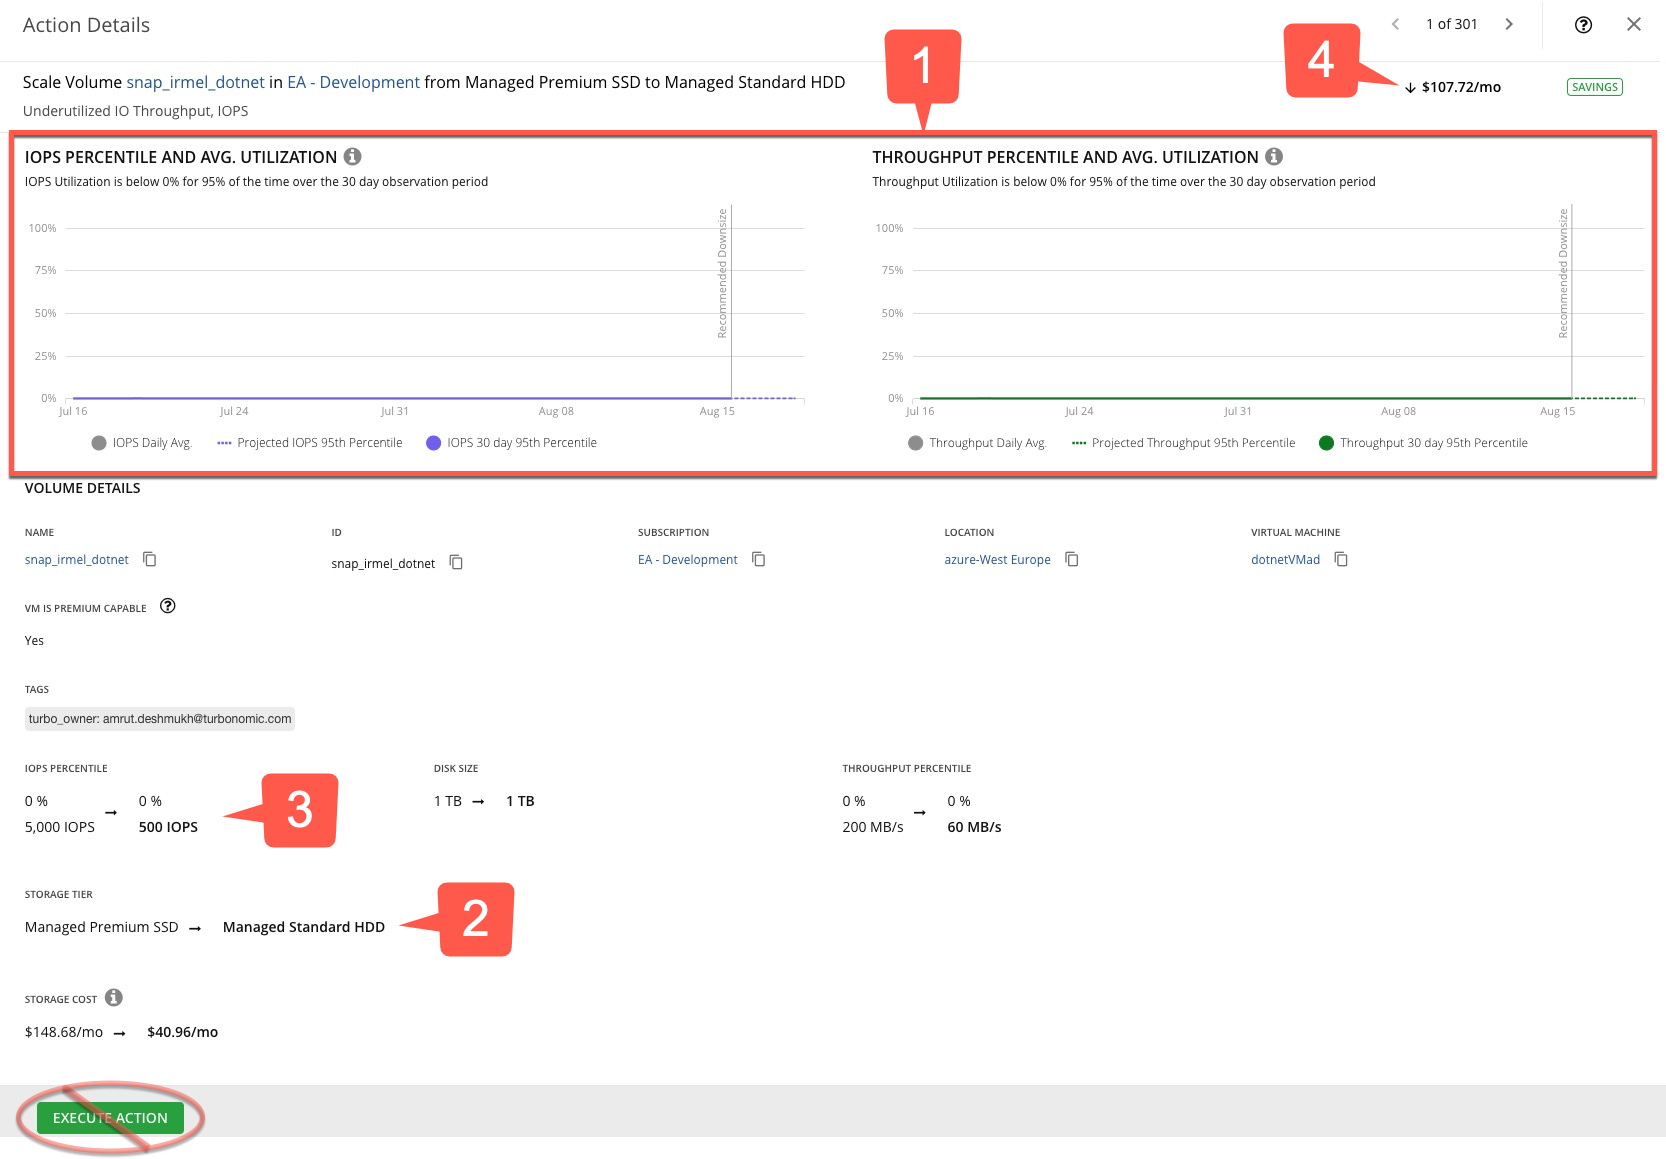 Action Details
1 of 301
Scale Volume snap_irmel_dotnet in EA - Development from Managed Premium SSD to Managed Standard HDD
Underutilized IO Throughput, IOPS
1
4
↓ $107.72/mo
SAVINGS
IOPS PERCENTILE AND AVG. UTILIZATION
IOPS Utilization is below 0% for 95% of the time over the 30 day observation period
100%
75%
50%
25%
0%
Recommended Downsize
Jul 16 Jul 24 Jul 31 Aug 08 Aug 15
IOPS Daily Avg. Projected IOPS 95th Percentile IOPS 30 day 95th Percentile
THROUGHPUT PERCENTILE AND AVG. UTILIZATION
Throughput Utilization is below 0% for 95% of the time over the 30 day observation period
100%
75%
50%
25%
0%
Recommended Downsize
Jul 16 Jul 24 Jul 31 Aug 08 Aug 15
Throughput Daily Avg. Projected Throughput 95th Percentile Throughput 30 day 95th Percentile
VOLUME DETAILS
NAME
snap_irmel_dotnet
ID
snap_irmel_dotnet
SUBSCRIPTION
EA - Development
LOCATION
azure-West Europe
VIRTUAL MACHINE
dotnetVMad
VM IS PREMIUM CAPABLE
Yes
TAGS
turbo_owner: amrut.deshmukh@turbonomic.com
IOPS PERCENTILE
0 % → 0 %
5,000 IOPS 500 IOPS
3
DISK SIZE
1 TB → 1 TB
THROUGHPUT PERCENTILE
0 % → 0 %
200 MB/s 60 MB/s
STORAGE TIER
Managed Premium SSD → Managed Standard HDD
2
STORAGE COST
$148.68/mo → $40.96/mo
EXECUTE ACTION